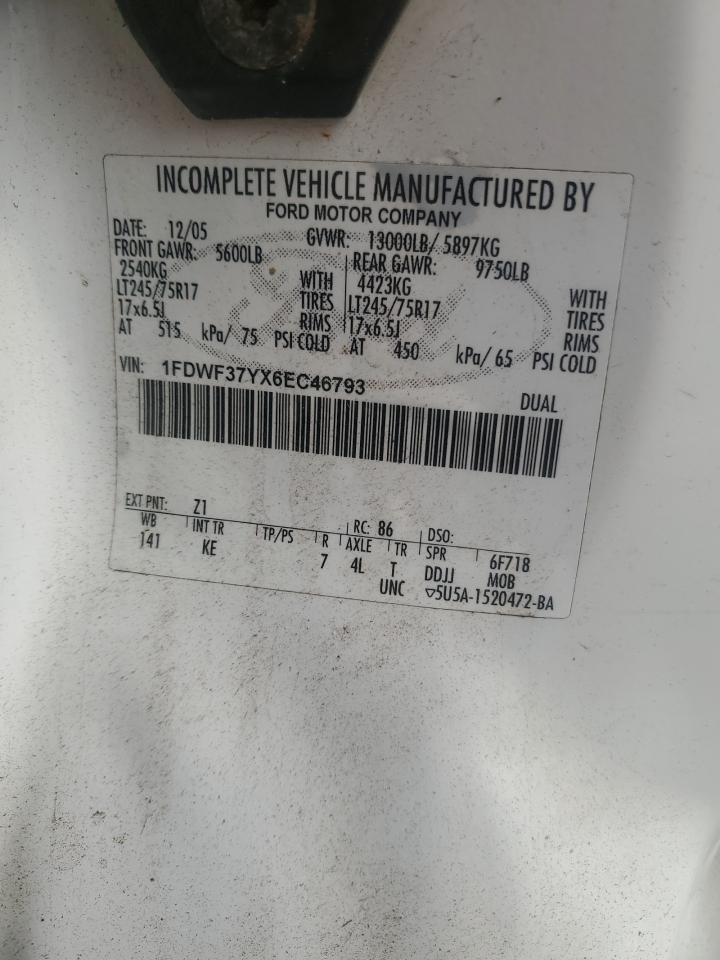 INCOMPLETE VEHICLE MANUFACTURED BY
FORD MOTOR COMPANY
DATE: 12/05 GVWR: 13000LB/ 5897KG
FRONT GAWR: 5600LB REAR GAWR: 9750LB
2540KG WITH 4423KG WITH
LT245/75R17 TIRES LT245/75R17 TIRES
17x6.5J RIMS 17x6.5J RIMS
AT 515 kPa/ 75 PSI COLD AT 450 kPa/ 65 PSI COLD
VIN: 1FDWF37YX6EC46793
DUAL
EXT PNT: Z1 RC: 86 DSO:
WB INT TR TP/PS R AXLE TR SPR 6F718
141 KE 7 4L T DDJJ MOB
UNC ▽5U5A-1520472-BA